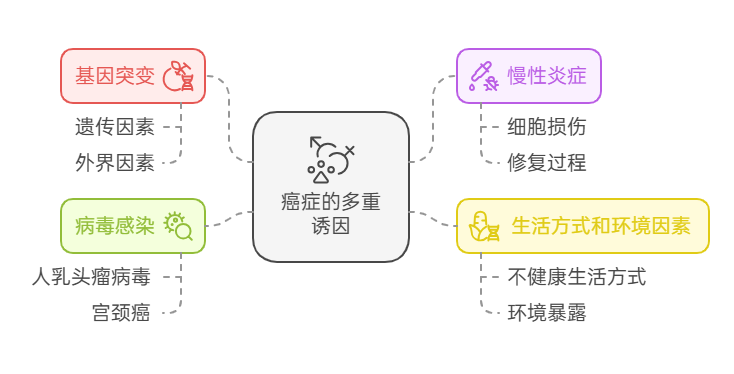 基因突变
遗传因素
外界因素
病毒感染
人乳头瘤病毒
宫颈癌
癌症的多重
诱因
慢性炎症
细胞损伤
修复过程
生活方式和环境因素
不健康生活方式
环境暴露